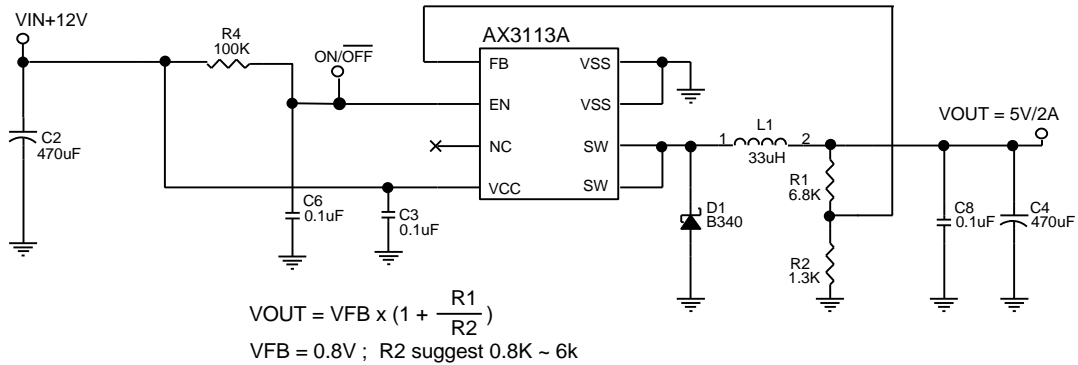 VIN+12V
R4
100K
ON/OFF
AX3113A
FB
VSS
EN
VSS
NC
SW
VCC
SW
C2
470uF
C6
0.1uF
C3
0.1uF
1
L1
2
33uH
D1
B340
R1
6.8K
R2
1.3K
VOUT = 5V/2A
C8
0.1uF
C4
470uF
VOUT = VFB x (1 + R1/R2)
VFB = 0.8V ; R2 suggest 0.8K ~ 6k